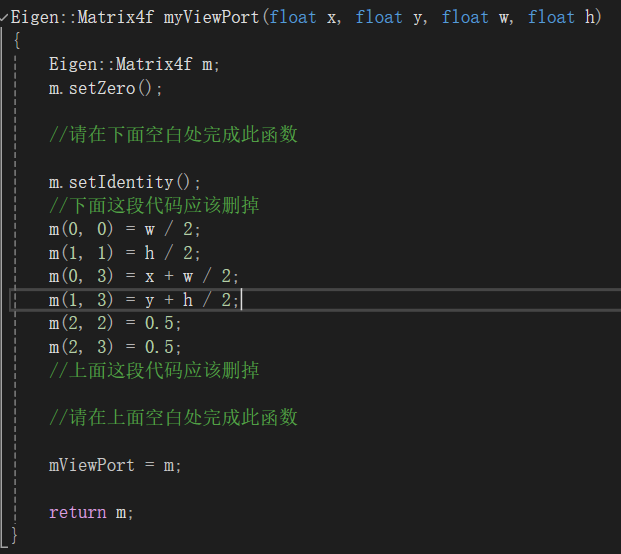 Eigen::Matrix4f myViewPort(float x, float y, float w, float h)
{
Eigen::Matrix4f m;
m.setZero();
//请在下面空白处完成此函数
m.setIdentity();
//下面这段代码应该删掉
m(0, 0) = w / 2;
m(1, 1) = h / 2;
m(0, 3) = x + w / 2;
m(1, 3) = y + h / 2;
m(2, 2) = 0.5;
m(2, 3) = 0.5;
//上面这段代码应该删掉
//请在上面空白处完成此函数
mViewPort = m;
return m;
}